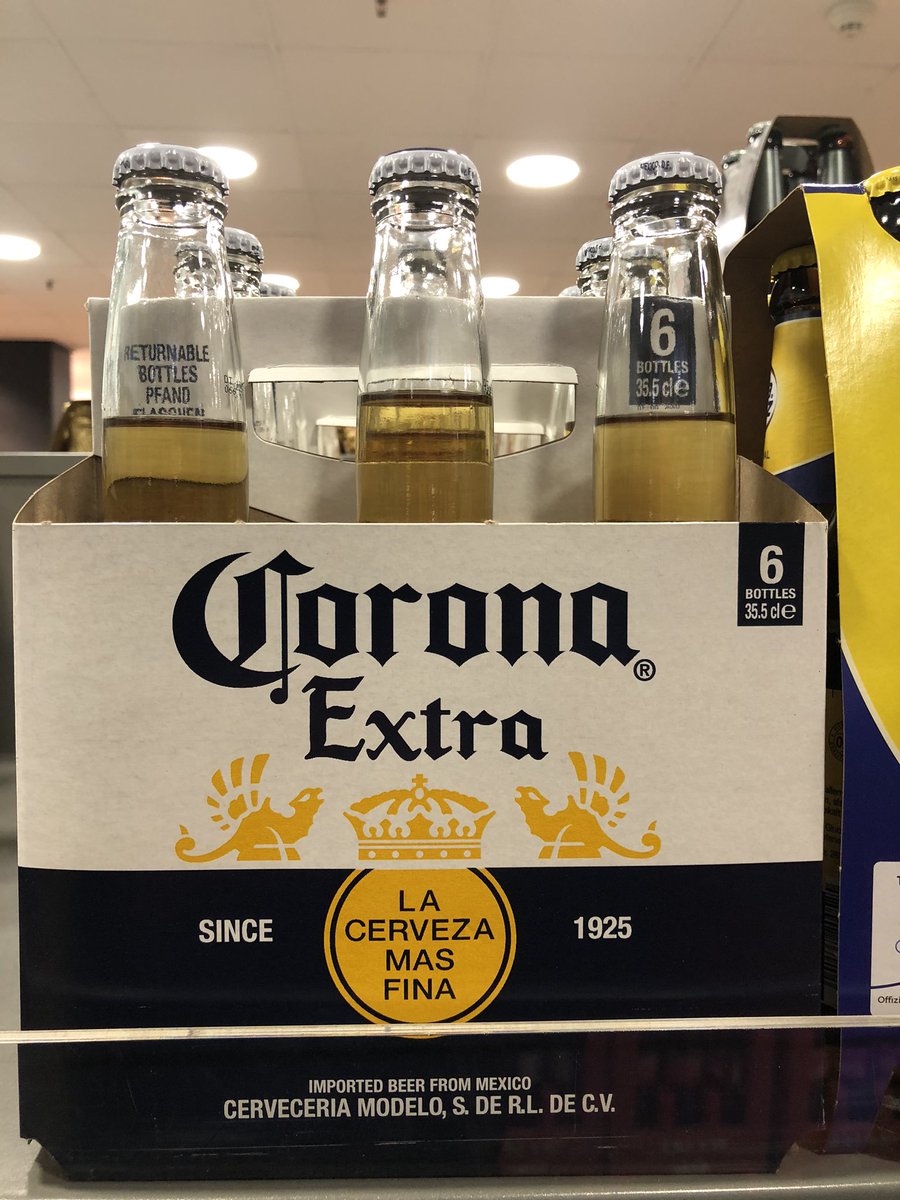 RETURNABLE
BOTTLES
PFAND
FLASCHEN
6
BOTTLES
35.5 cl e
Corona
Extra
®
6
BOTTLES
35.5 cl e
SINCE
LA
CERVEZA
MAS
FINA
1925
IMPORTED BEER FROM MEXICO
CERVECERIA MODELO, S. DE R.L. DE C.V.